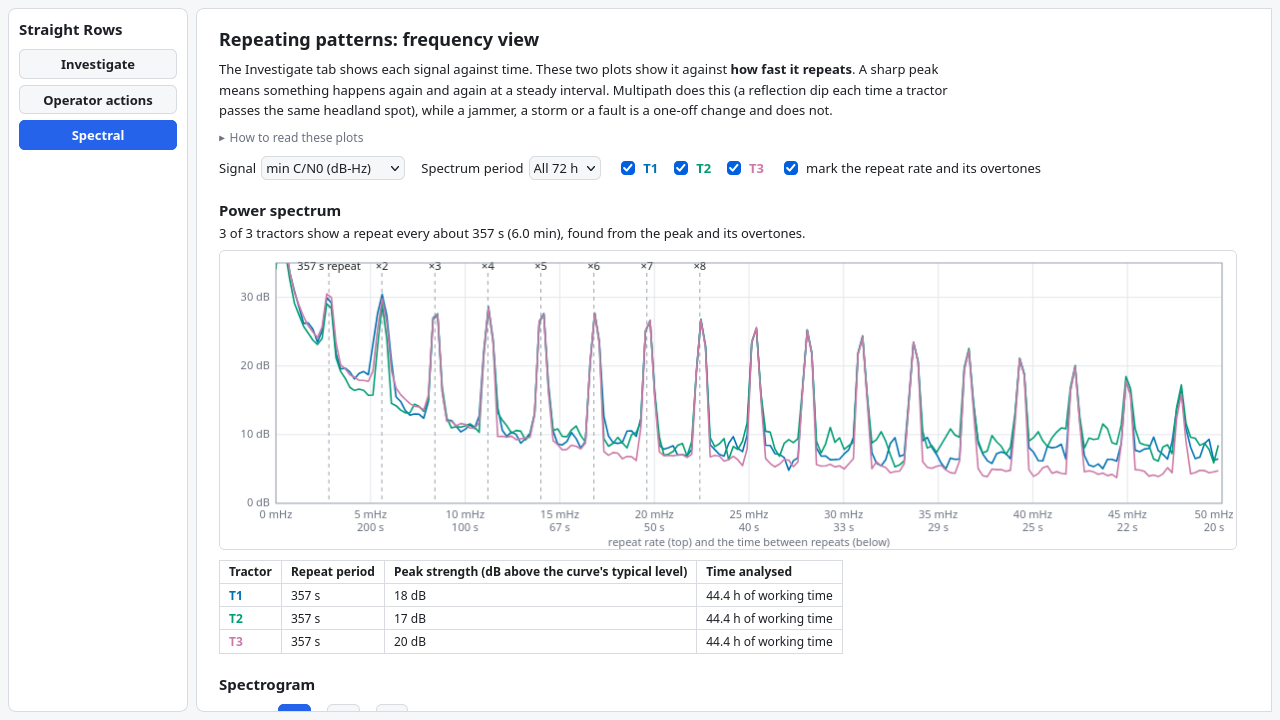 Straight Rows
Investigate
Operator actions
Spectral
Repeating patterns: frequency view
The Investigate tab shows each signal against time. These two plots show it against how fast it repeats. A sharp peak
means something happens again and again at a steady interval. Multipath does this (a reflection dip each time a tractor
passes the same headland spot), while a jammer, a storm or a fault is a one-off change and does not.
▸ How to read these plots
Signal min C/N0 (dB-Hz) Spectrum period All 72 h T1 T2 T3 mark the repeat rate and its overtones
Power spectrum
3 of 3 tractors show a repeat every about 357 s (6.0 min), found from the peak and its overtones.
357 s repeat ×2 ×3 ×4 ×5 ×6 ×7 ×8
30 dB
20 dB
10 dB
0 dB
0 mHz 5 mHz 10 mHz 15 mHz 20 mHz 25 mHz 30 mHz 35 mHz 40 mHz 45 mHz 50 mHz
200 s 100 s 67 s 50 s 40 s 33 s 29 s 25 s 22 s 20 s
repeat rate (top) and the time between repeats (below)
Tractor Repeat period Peak strength (dB above the curve's typical level) Time analysed
T1 357 s 18 dB 44.4 h of working time
T2 357 s 17 dB 44.4 h of working time
T3 357 s 20 dB 44.4 h of working time
Spectrogram